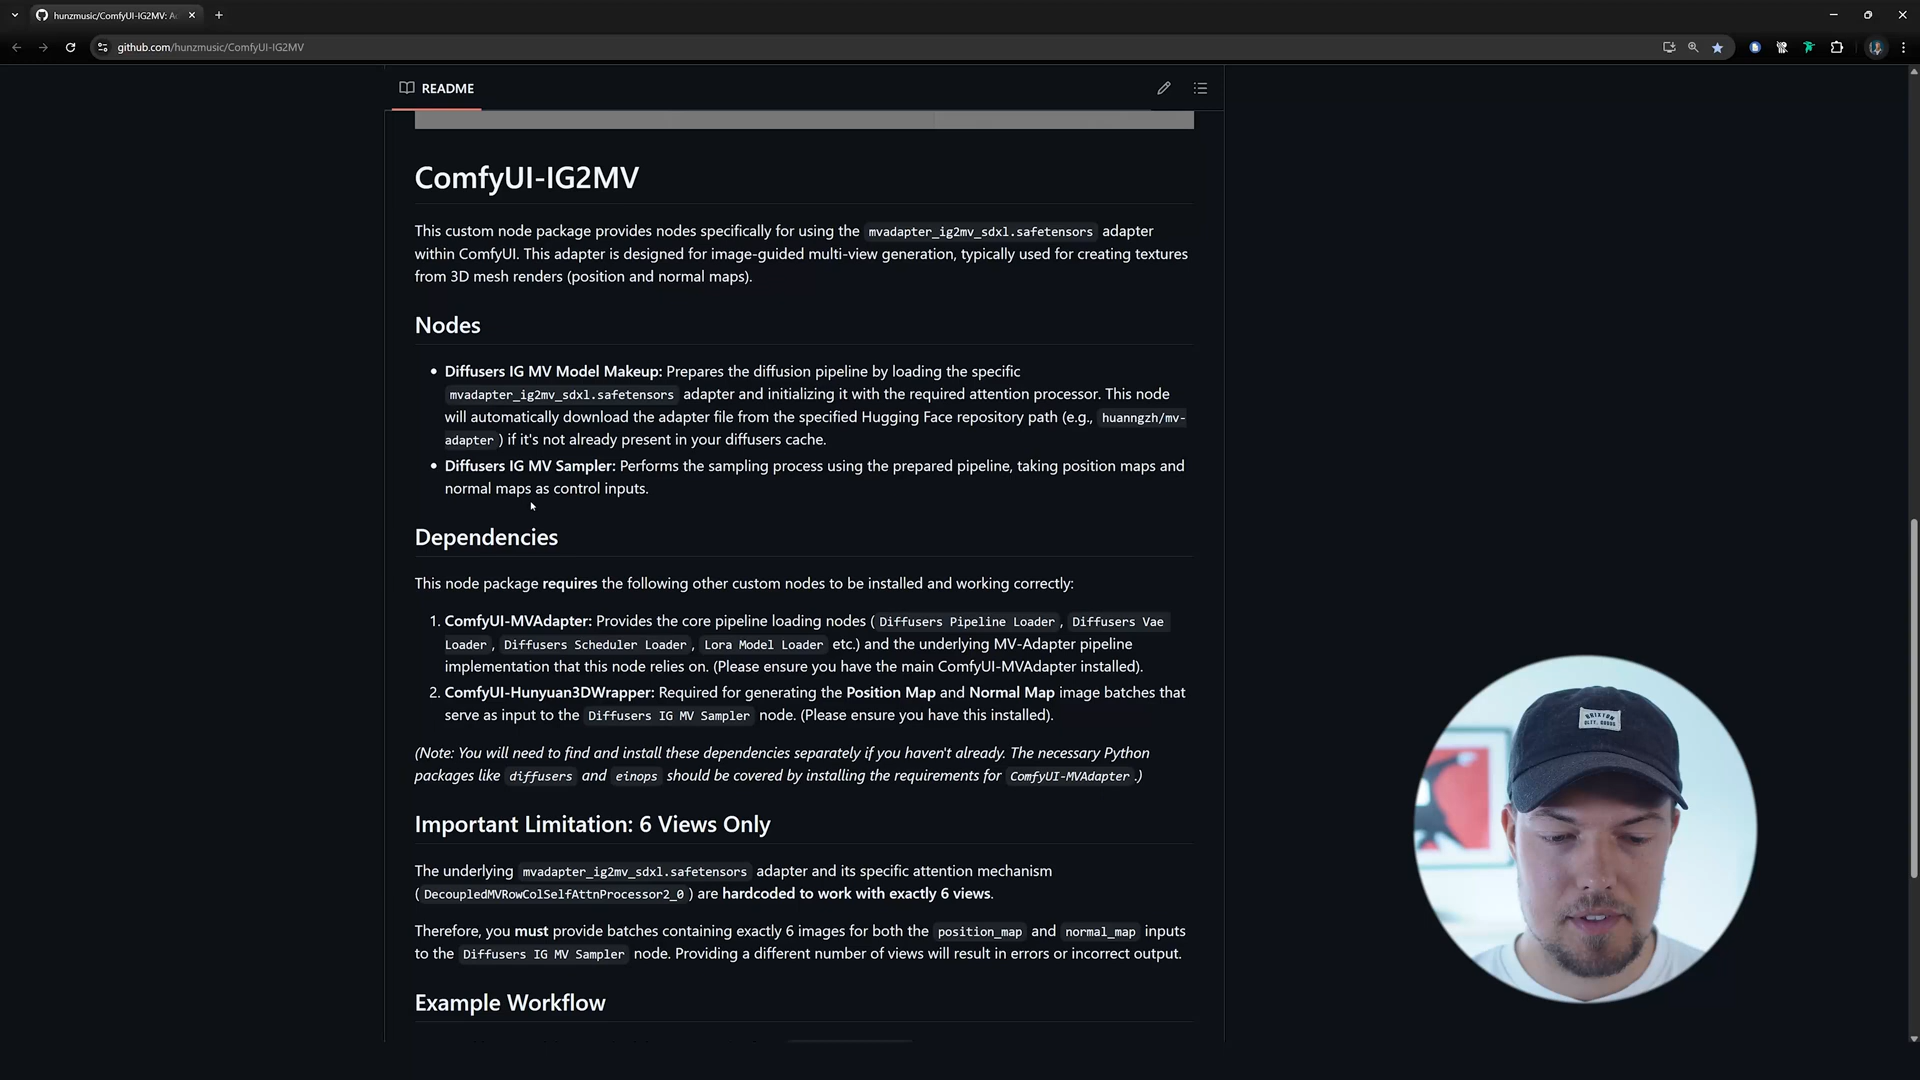 hunzmusic/ComfyUI-IG2MV: A
github.com/hunzmusic/ComfyUI-IG2MV
README
ComfyUI-IG2MV
This custom node package provides nodes specifically for using the mvadapter_ig2mv_sdxl.safetensors adapter
within ComfyUI. This adapter is designed for image-guided multi-view generation, typically used for creating textures
from 3D mesh renders (position and normal maps).
Nodes
• Diffusers IG MV Model Makeup: Prepares the diffusion pipeline by loading the specific
mvadapter_ig2mv_sdxl.safetensors adapter and initializing it with the required attention processor. This node
will automatically download the adapter file from the specified Hugging Face repository path (e.g., huanngzh/mv-
adapter ) if it's not already present in your diffusers cache.
• Diffusers IG MV Sampler: Performs the sampling process using the prepared pipeline, taking position maps and
normal maps as control inputs.
Dependencies
This node package requires the following other custom nodes to be installed and working correctly:
1. ComfyUI-MVAdapter: Provides the core pipeline loading nodes ( Diffusers Pipeline Loader , Diffusers Vae
Loader , Diffusers Scheduler Loader , Lora Model Loader etc.) and the underlying MV-Adapter pipeline
implementation that this node relies on. (Please ensure you have the main ComfyUI-MVAdapter installed).
2. ComfyUI-Hunyuan3DWrapper: Required for generating the Position Map and Normal Map image batches that
serve as input to the Diffusers IG MV Sampler node. (Please ensure you have this installed).
(Note: You will need to find and install these dependencies separately if you haven't already. The necessary Python
packages like diffusers and einops should be covered by installing the requirements for ComfyUI-MVAdapter .)
Important Limitation: 6 Views Only
The underlying mvadapter_ig2mv_sdxl.safetensors adapter and its specific attention mechanism
( DecoupledMVRowColSelfAttnProcessor2_0 ) are hardcoded to work with exactly 6 views.
Therefore, you must provide batches containing exactly 6 images for both the position_map and normal_map inputs
to the Diffusers IG MV Sampler node. Providing a different number of views will result in errors or incorrect output.
Example Workflow
BRIXTON